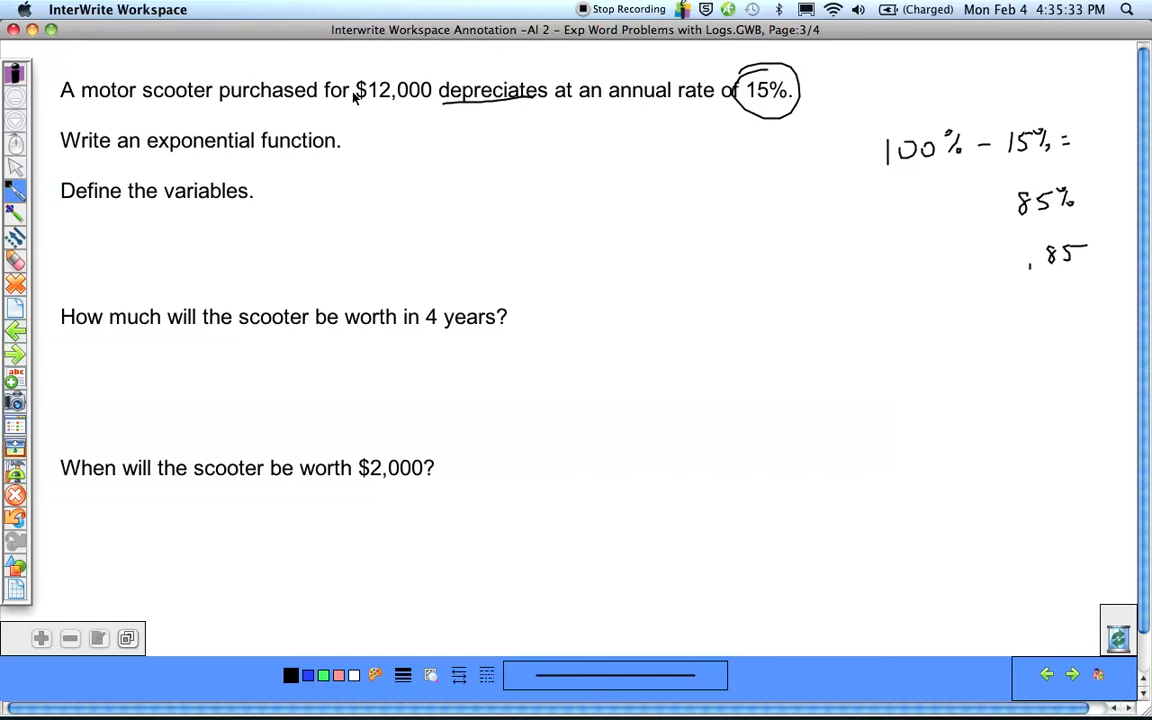 InterWrite Workspace
Stop Recording
(Charged)
Mon Feb 4 4:35:33 PM
InterWrite Workspace Annotation -Al 2 - Exp Word Problems with Logs.GWB, Page:3/4
A motor scooter purchased for $12,000 depreciates at an annual rate of 15%.
Write an exponential function.
100% - 15% =
Define the variables.
85%
.85
How much will the scooter be worth in 4 years?
abc
When will the scooter be worth $2,000?